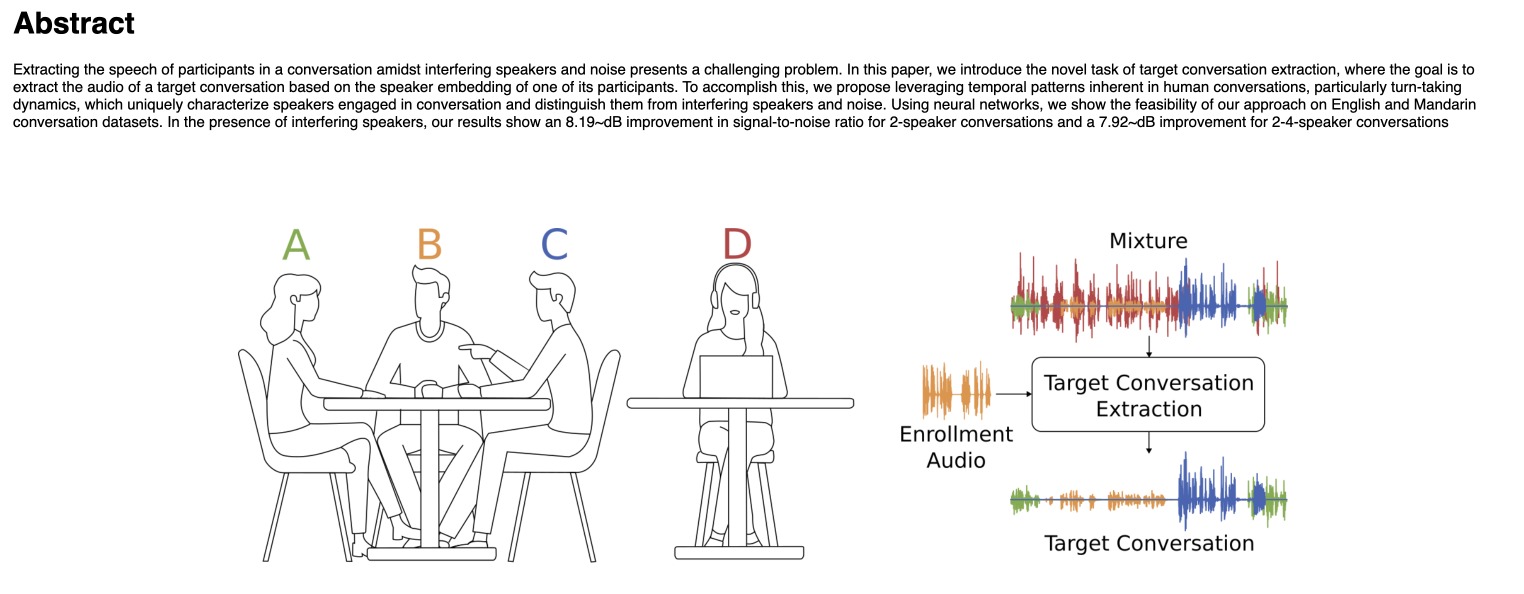 Abstract
Extracting the speech of participants in a conversation amidst interfering speakers and noise presents a challenging problem. In this paper, we introduce the novel task of target conversation extraction, where the goal is to
extract the audio of a target conversation based on the speaker embedding of one of its participants. To accomplish this, we propose leveraging temporal patterns inherent in human conversations, particularly turn-taking
dynamics, which uniquely characterize speakers engaged in conversation and distinguish them from interfering speakers and noise. Using neural networks, we show the feasibility of our approach on English and Mandarin
conversation datasets. In the presence of interfering speakers, our results show an 8.19~dB improvement in signal-to-noise ratio for 2-speaker conversations and a 7.92~dB improvement for 2-4-speaker conversations
A
B
C
D
Mixture
Target Conversation
Extraction
Enrollment
Audio
Target Conversation